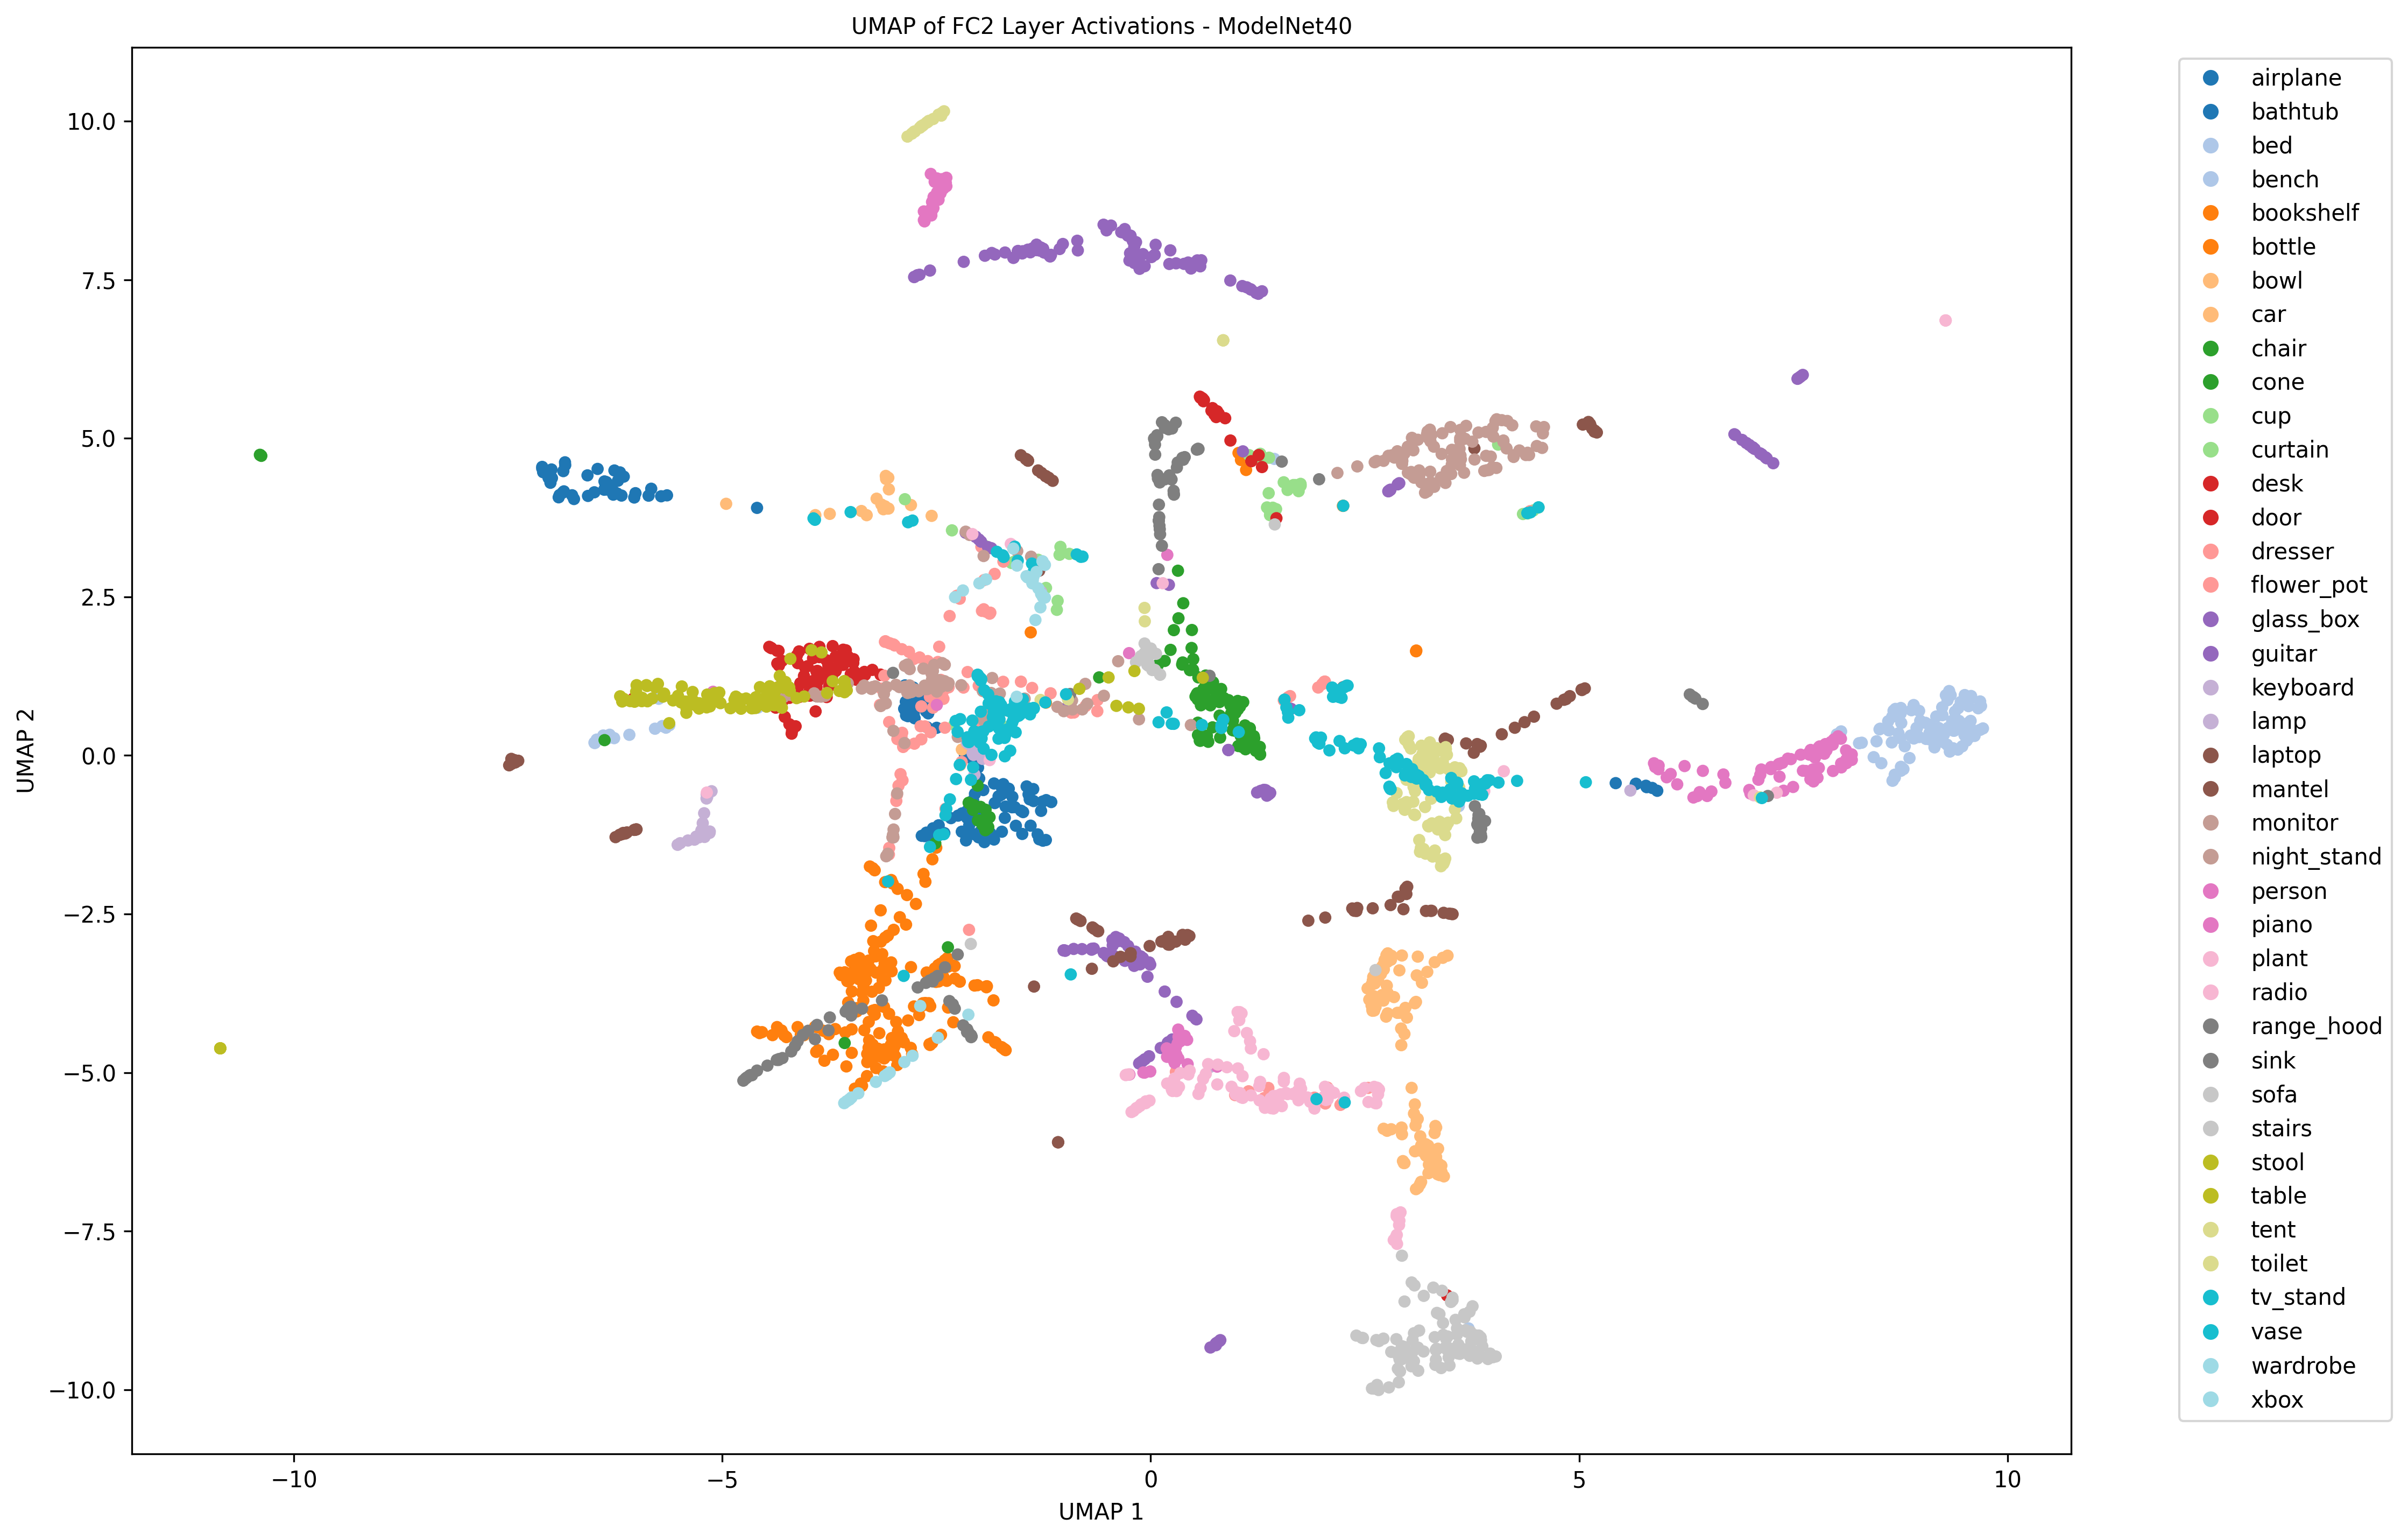 UMAP of FC2 Layer Activations - ModelNet40
10.0
7.5
5.0
2.5
0.0
−2.5
−5.0
−7.5
−10.0
UMAP 2
−10
−5
0
5
10
UMAP 1
airplane
bathtub
bed
bench
bookshelf
bottle
bowl
car
chair
cone
cup
curtain
desk
door
dresser
flower_pot
glass_box
guitar
keyboard
lamp
laptop
mantel
monitor
night_stand
person
piano
plant
radio
range_hood
sink
sofa
stairs
stool
table
tent
toilet
tv_stand
vase
wardrobe
xbox